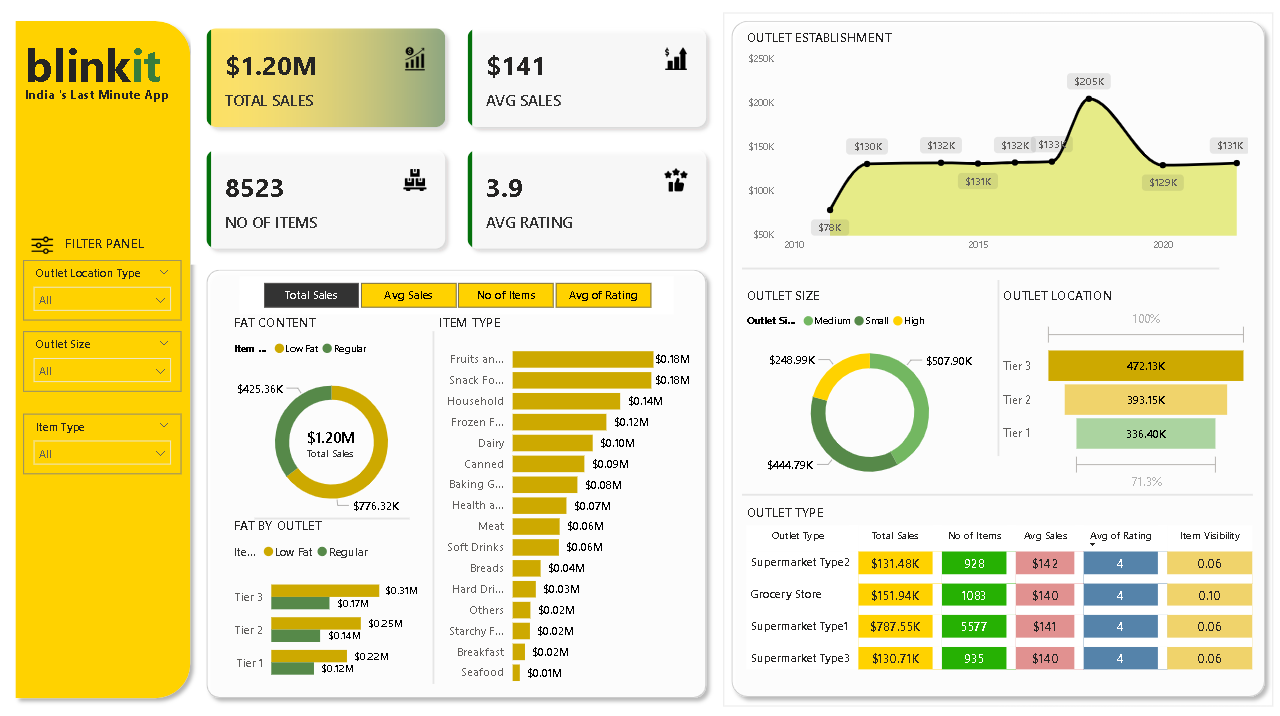 blinkit
India 's Last Minute App
FILTER PANEL
Outlet Location Type
All
Outlet Size
All
Item Type
All
$1.20M
TOTAL SALES
$141
AVG SALES
8523
NO OF ITEMS
3.9
AVG RATING
Total Sales
Avg Sales
No of Items
Avg of Rating
FAT CONTENT
Item ...
Low Fat
Regular
$425.36K
$1.20M
Total Sales
$776.32K
FAT BY OUTLET
Ite...
Low Fat
Regular
Tier 3 $0.31M
$0.17M
Tier 2 $0.25M
$0.14M
Tier 1 $0.22M
$0.12M
ITEM TYPE
Fruits an... $0.18M
Snack Fo... $0.18M
Household $0.14M
Frozen F... $0.12M
Dairy $0.10M
Canned $0.09M
Baking G... $0.08M
Health a... $0.07M
Meat $0.06M
Soft Drinks $0.06M
Breads $0.04M
Hard Dri... $0.03M
Others $0.02M
Starchy F... $0.02M
Breakfast $0.02M
Seafood $0.01M
OUTLET ESTABLISHMENT
$250K
$200K
$150K
$100K
$50K
$78K
$130K
$132K
$131K
$132K
$133K
$205K
$129K
$131K
2010 2015 2020
OUTLET SIZE
Outlet Si...
Medium
Small
High
$248.99K
$507.90K
$444.79K
OUTLET LOCATION
100%
Tier 3 472.13K
Tier 2 393.15K
Tier 1 336.40K
71.3%
OUTLET TYPE
Outlet Type Total Sales No of Items Avg Sales Avg of Rating Item Visibility
Supermarket Type2 $131.48K 928 $142 4 0.06
Grocery Store $151.94K 1083 $140 4 0.10
Supermarket Type1 $787.55K 5577 $141 4 0.06
Supermarket Type3 $130.71K 935 $140 4 0.06